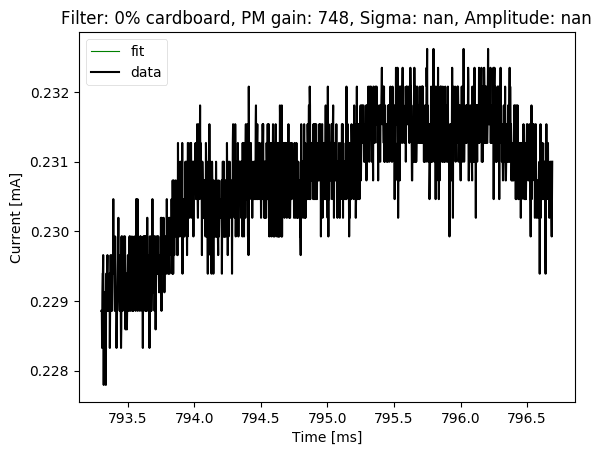 Filter: 0% cardboard, PM gain: 748, Sigma: nan, Amplitude: nan
fit
data
0.232
0.231
0.230
0.229
0.228
Current [mA]
793.5 794.0 794.5 795.0 795.5 796.0 796.5
Time [ms]